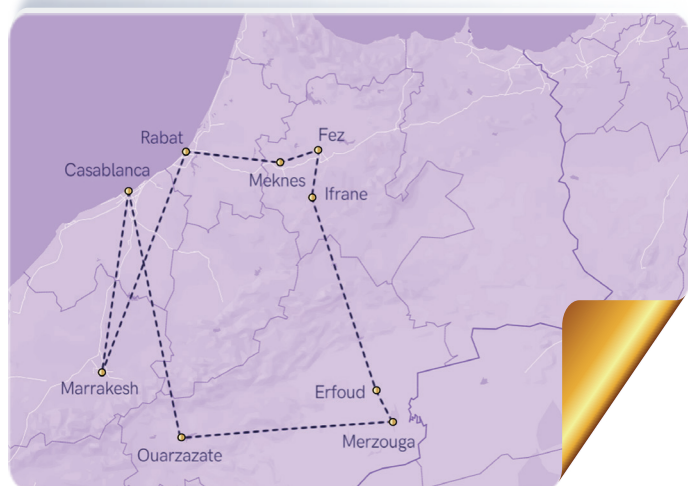 Rabat
Fez
Casablanca
Meknes
Ifrane
Marrakesh
Erfoud
Merzouga
Ouarzazate